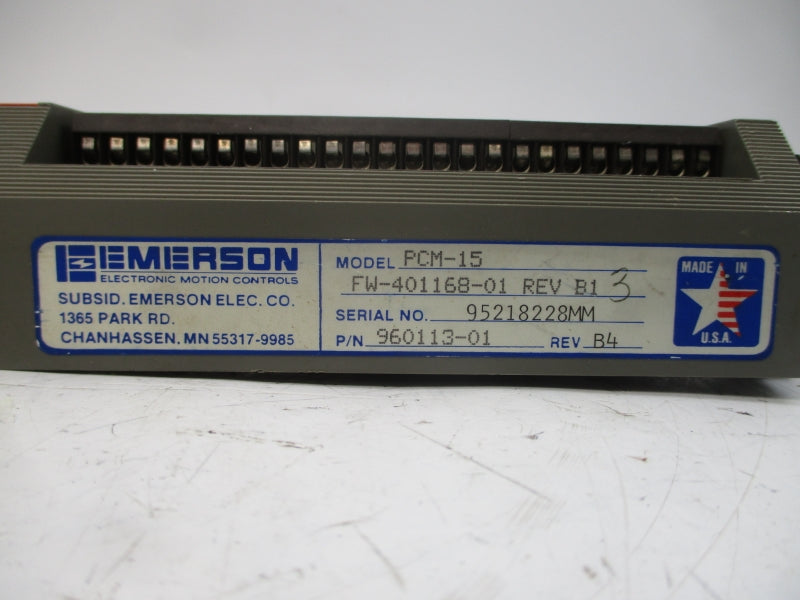 EMERSON
ELECTRONIC MOTION CONTROLS
SUBSID. EMERSON ELEC. CO.
1365 PARK RD.
CHANHASSEN, MN 55317-9985
MODEL PCM-15
FW-401168-01 REV B1 3
SERIAL NO. 95218228MM
P/N 960113-01 REV B4
MADE IN
U.S.A.